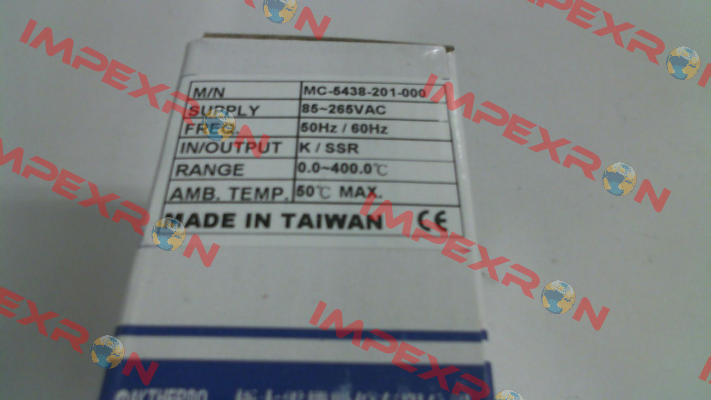 M/N MC-5438-201-000
SUPPLY 85~265VAC
FREQ. 50Hz / 60Hz
IN/OUTPUT K / SSR
RANGE 0.0~400.0℃
AMB. TEMP. 50℃ MAX.
MADE IN TAIWAN CE
IMPEXRON
IMPEXRON
IMPEXRON
IMPEXRON
IMPEXRON
IMPEXRON
IMPEXRON